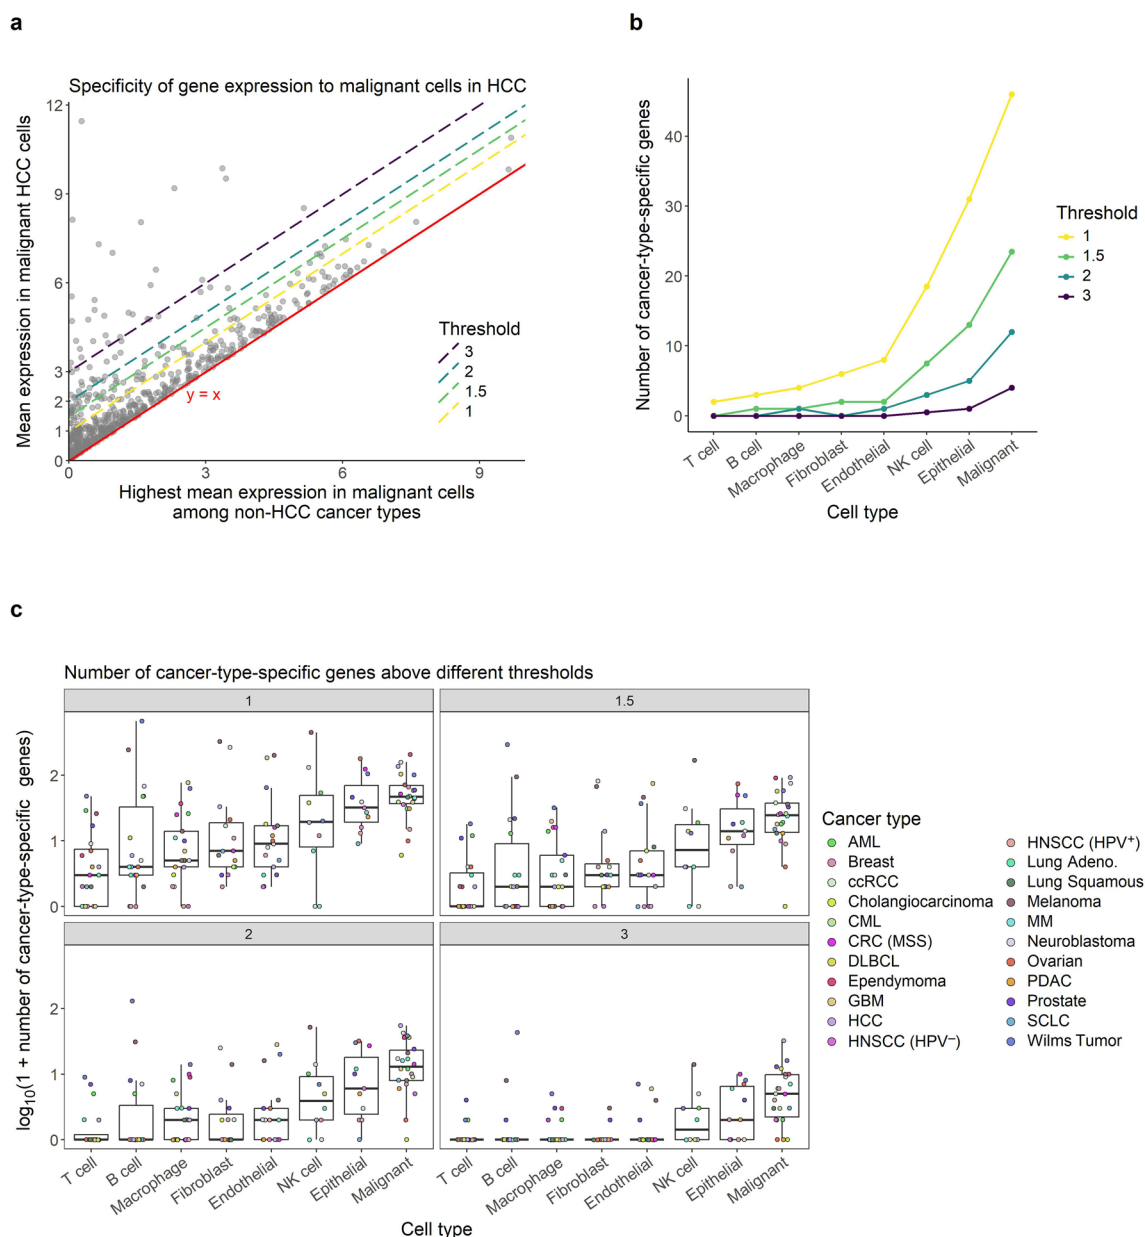 a
Specificity of gene expression to malignant cells in HCC
Mean expression in malignant HCC cells
12
9
6
3
2
1
0
0
3
6
9
y = x
Threshold
3
2
1.5
1
Highest mean expression in malignant cells
among non-HCC cancer types
b
Number of cancer-type-specific genes
40
30
20
10
0
T cell
B cell
Macrophage
Fibroblast
Endothelial
NK cell
Epithelial
Malignant
Cell type
Threshold
1
1.5
2
3
c
Number of cancer-type-specific genes above different thresholds
log10(1 + number of cancer-type-specific genes)
1
1.5
2
1
0
2
3
2
1
0
T cell
B cell
Macrophage
Fibroblast
Endothelial
NK cell
Epithelial
Malignant
T cell
B cell
Macrophage
Fibroblast
Endothelial
NK cell
Epithelial
Malignant
Cell type
Cancer type
AML
Breast
ccRCC
Cholangiocarcinoma
CML
CRC (MSS)
DLBCL
Ependymoma
GBM
HCC
HNSCC (HPV−)
HNSCC (HPV+)
Lung Adeno.
Lung Squamous
Melanoma
MM
Neuroblastoma
Ovarian
PDAC
Prostate
SCLC
Wilms Tumor